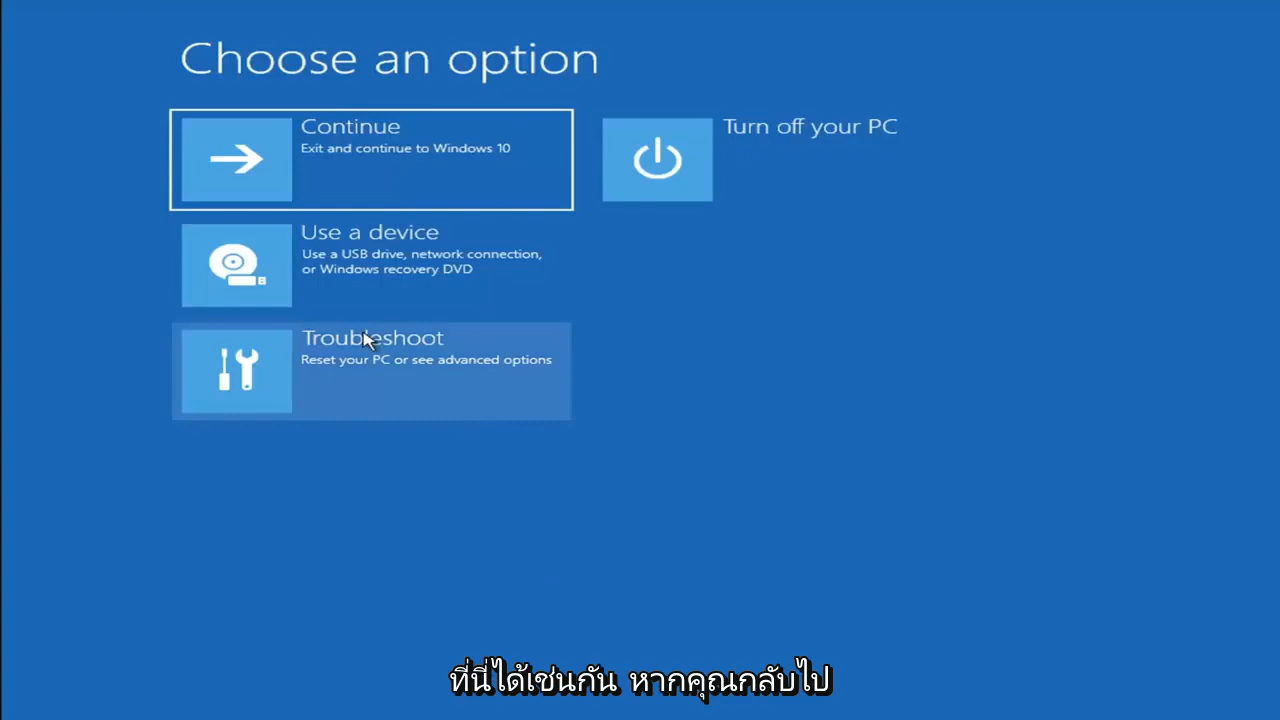 Choose an option
Continue
Exit and continue to Windows 10
Turn off your PC
Use a device
Use a USB drive, network connection,
or Windows recovery DVD
Troubleshoot
Reset your PC or see advanced options
ที่นี่ได้เช่นกัน หากคุณกลับไป